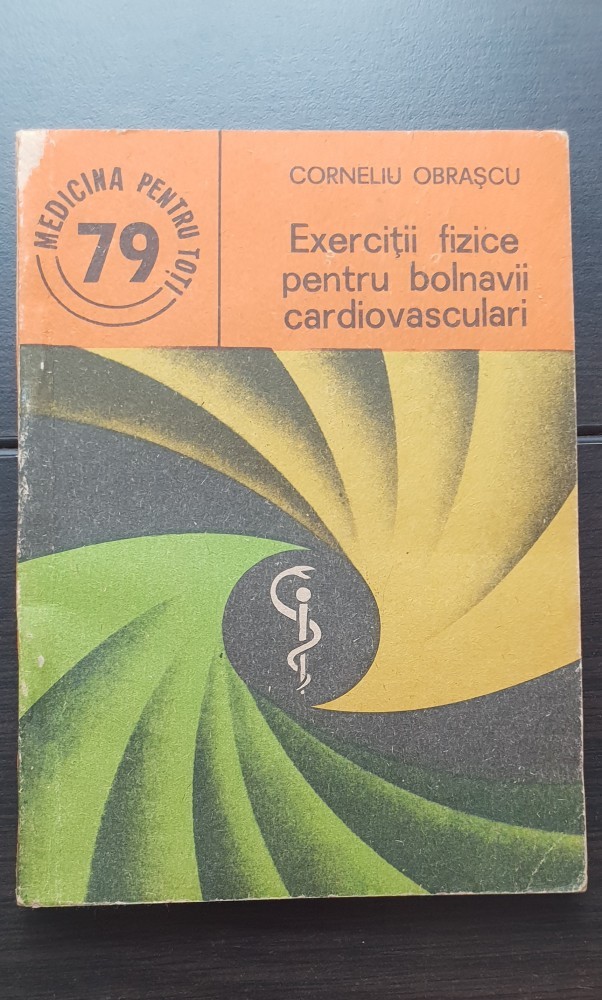 MEDICINA PENTRU TOȚI
79
CORNELIU OBRAȘCU
Exerciții fizice
pentru bolnavii
cardiovasculari